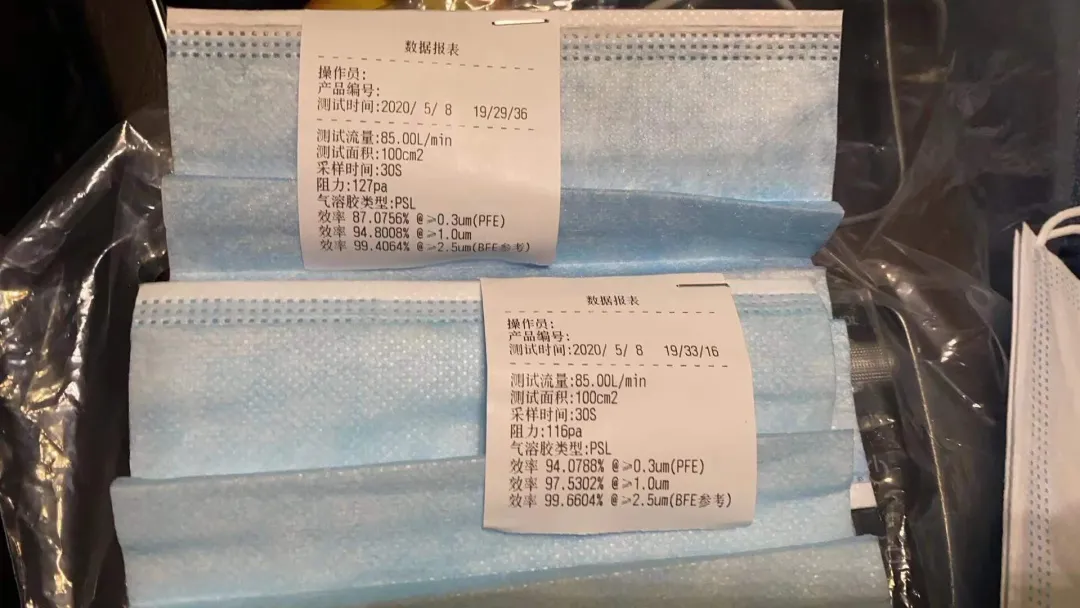 数据报表
操作员:
产品编号:
测试时间:2020/ 5/ 8 19/29/36
测试流量:85.00L/min
测试面积:100cm2
采样时间:30S
阻力:127pa
气溶胶类型:PSL
效率 87.0756% @≥0.3um(PFE)
效率 94.8008% @≥1.0um
效率 99.4064% @≥2.5um(BFE参考)
数据报表
操作员:
产品编号:
测试时间:2020/ 5/ 8 19/33/16
测试流量:85.00L/min
测试面积:100cm2
采样时间:30S
阻力:116pa
气溶胶类型:PSL
效率 94.0788% @≥0.3um(PFE)
效率 97.5302% @≥1.0um
效率 99.6604% @≥2.5um(BFE参考)